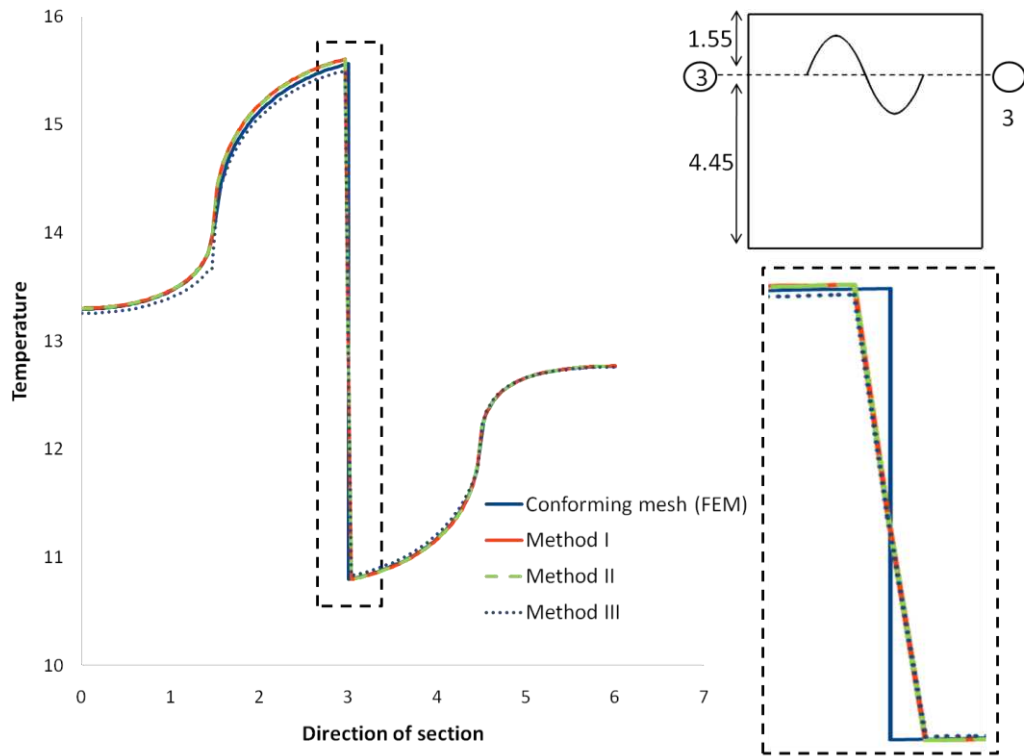 16
15
14
13
12
11
10
Temperature
0 1 2 3 4 5 6 7
Direction of section
Conforming mesh (FEM)
Method I
Method II
Method III
1.55
3
3
4.45